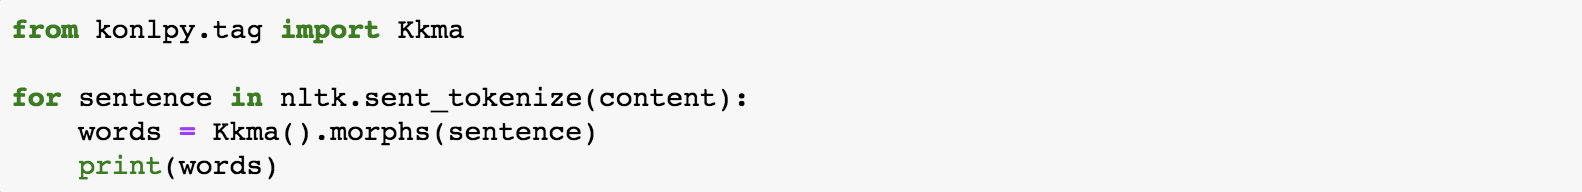 from konlpy.tag import Kkma
for sentence in nltk.sent_tokenize(content):
    words = Kkma().morphs(sentence)
    print(words)